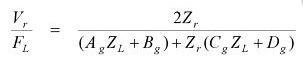 V_r / F_L = 2Z_r / ((A_g Z_L + B_g) + Z_r(C_g Z_L + D_g))